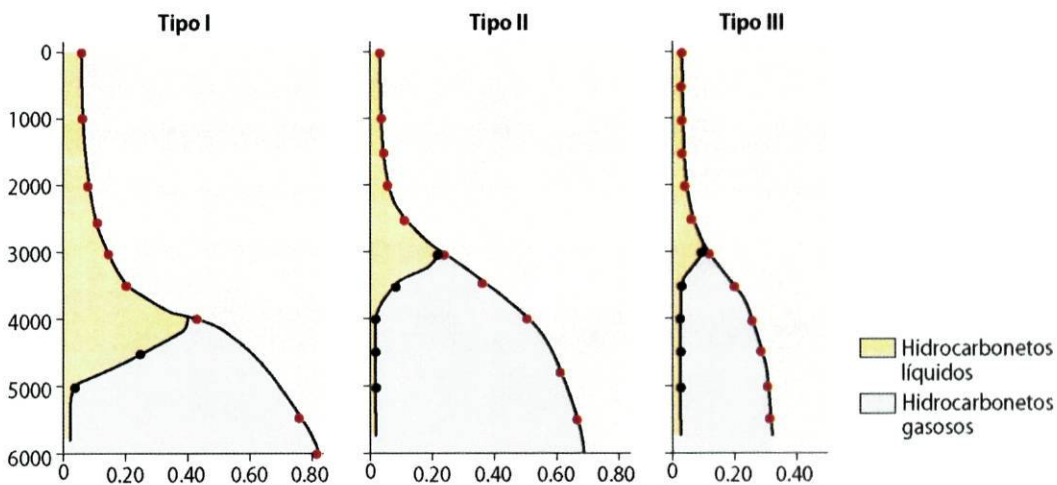 Tipo I
Tipo II
Tipo III
0
1000
2000
3000
4000
5000
6000
0 0.20 0.40 0.60 0.80
0 0.20 0.40 0.60 0.80
0 0.20 0.40
Hidrocarbonetos
líquidos
Hidrocarbonetos
gasosos